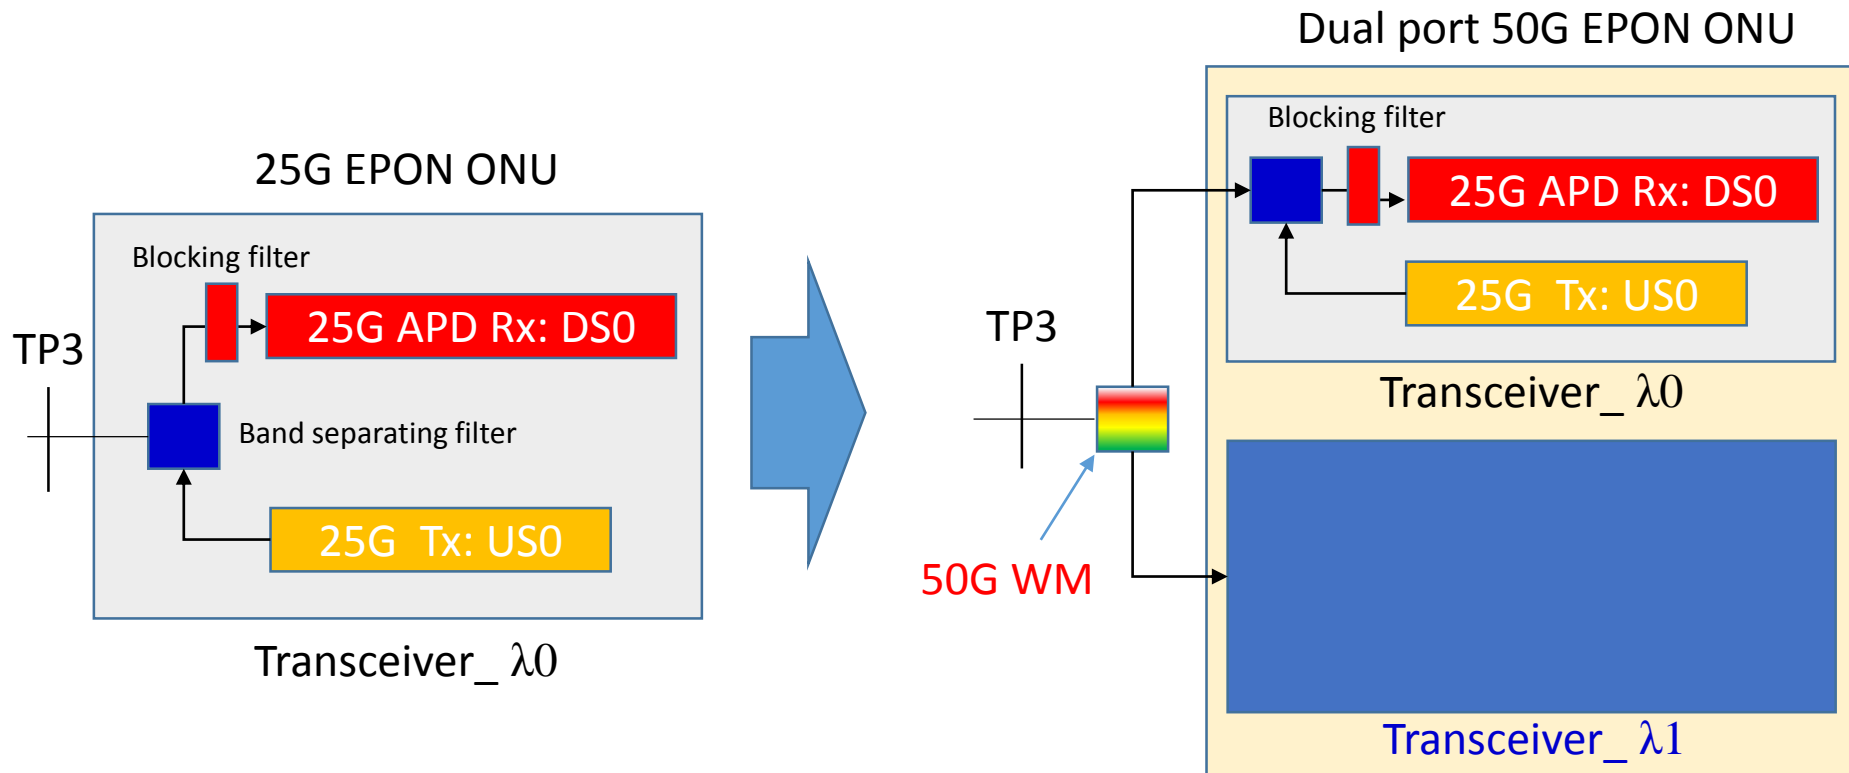 Dual port 50G EPON ONU
25G EPON ONU
Blocking filter
25G APD Rx: DS0
TP3
Band separating filter
25G Tx: US0
Transceiver_ λ0
Blocking filter
25G APD Rx: DS0
25G Tx: US0
Transceiver_ λ0
TP3
50G WM
Transceiver_ λ1